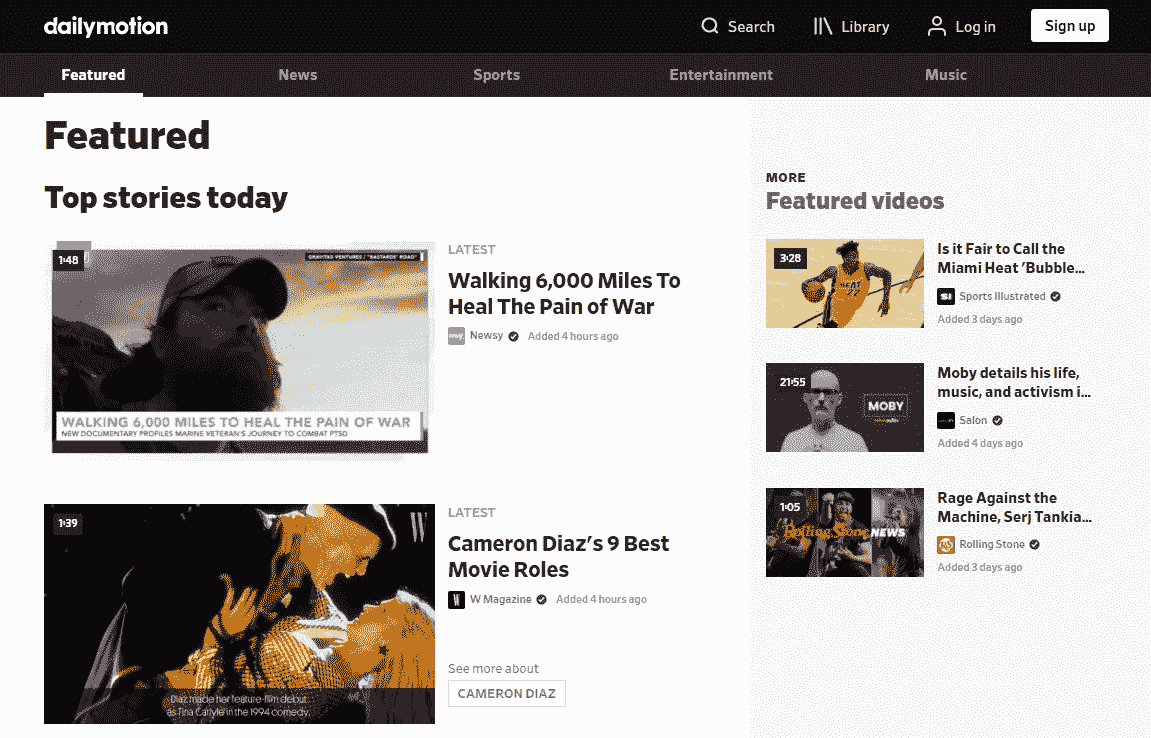 dailymotion
Search
Library
Log in
Sign up
Featured
News
Sports
Entertainment
Music
Featured
Top stories today
1:48
GRAVITAS VENTURES / "BASTARDS' ROAD"
WALKING 6,000 MILES TO HEAL THE PAIN OF WAR
NEW DOCUMENTARY PROFILES MARINE VETERAN'S JOURNEY TO COMBAT PTSD
LATEST
Walking 6,000 Miles To
Heal The Pain of War
Newsy
Added 4 hours ago
1:39
W
Diaz made her feature-film debut
as Tina Carlyle in the 1994 comedy,
LATEST
Cameron Diaz's 9 Best
Movie Roles
W Magazine
Added 4 hours ago
See more about
CAMERON DIAZ
MORE
Featured videos
3:28
HEAT
Is it Fair to Call the
Miami Heat 'Bubble...
SI
Sports Illustrated
Added 3 days ago
21:55
MOBY
Moby details his life,
music, and activism i...
Salon
Added 4 days ago
1:05
Rolling Stone NEWS
Rage Against the
Machine, Serj Tankia...
RS
Rolling Stone
Added 3 days ago